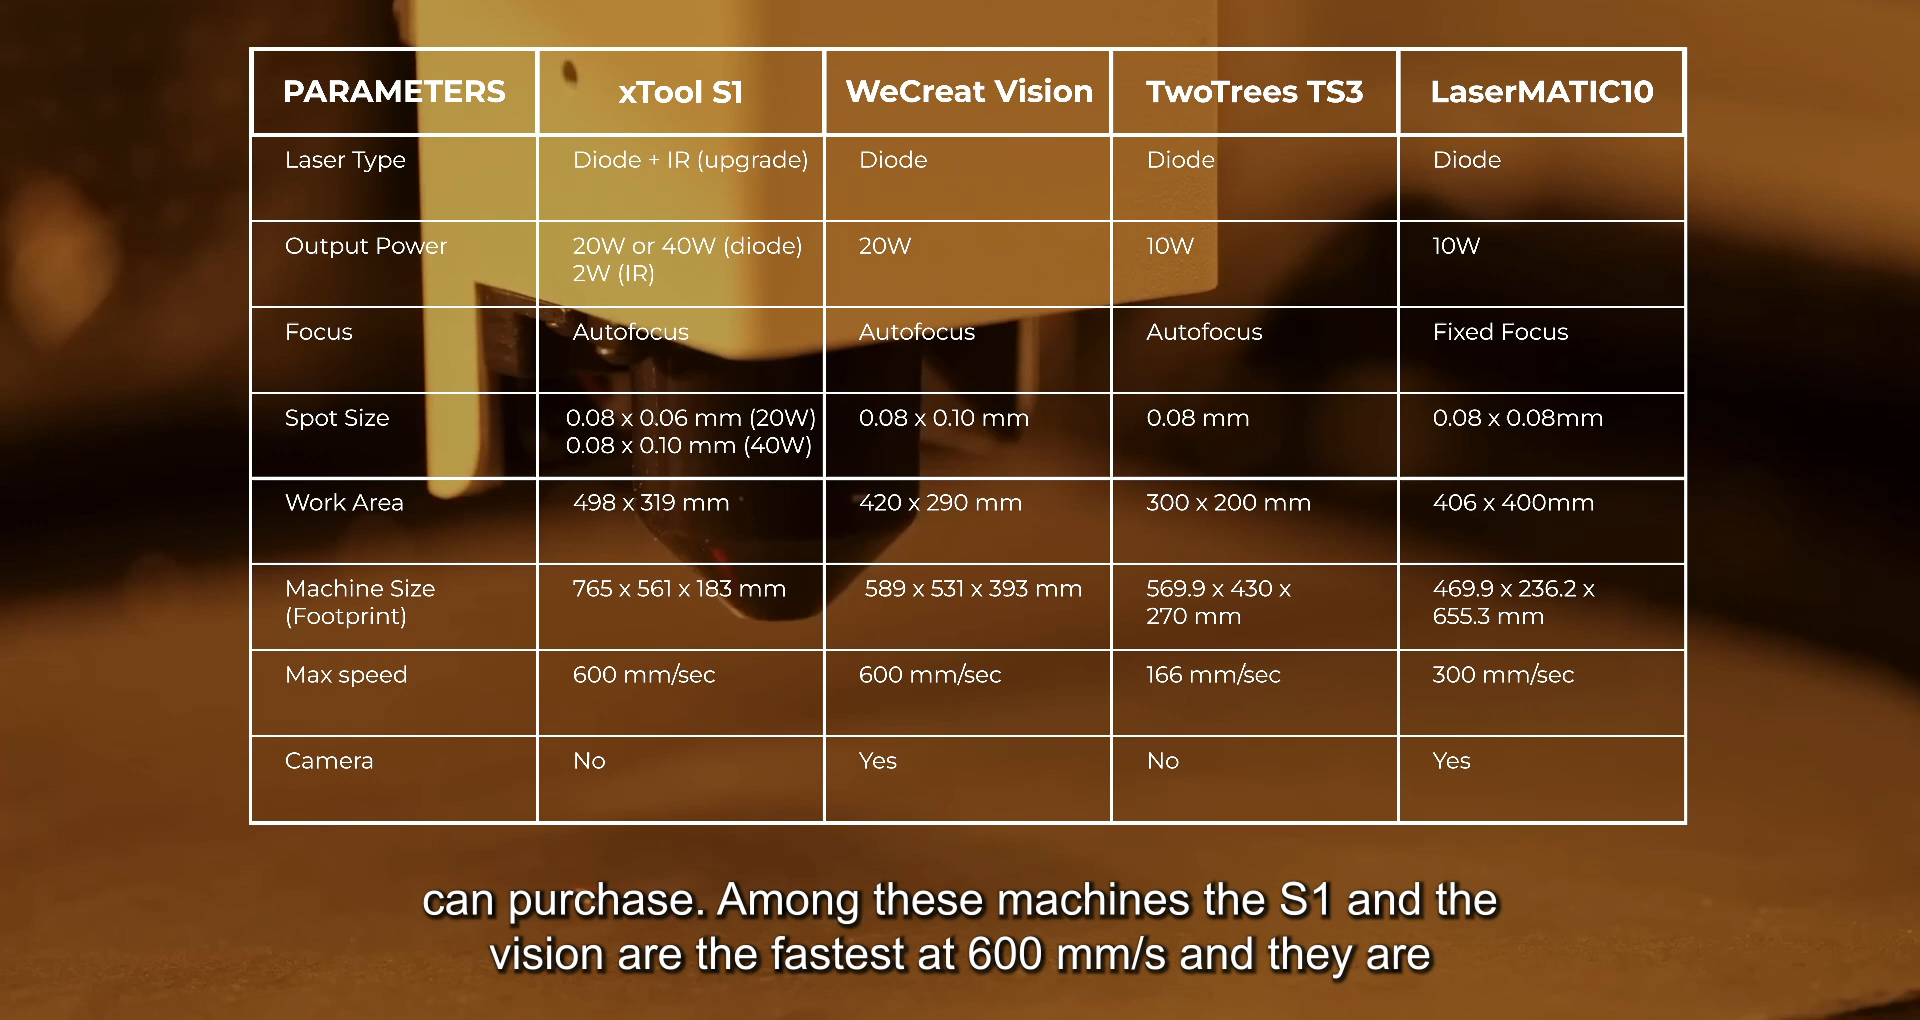 PARAMETERS xTool S1 WeCreat Vision TwoTrees TS3 LaserMATIC10
Laser Type Diode + IR (upgrade) Diode Diode Diode
Output Power 20W or 40W (diode) 20W 10W 10W
2W (IR)
Focus Autofocus Autofocus Autofocus Fixed Focus
Spot Size 0.08 x 0.06 mm (20W) 0.08 x 0.10 mm 0.08 mm 0.08 x 0.08mm
0.08 x 0.10 mm (40W)
Work Area 498 x 319 mm 420 x 290 mm 300 x 200 mm 406 x 400mm
Machine Size 765 x 561 x 183 mm 589 x 531 x 393 mm 569.9 x 430 x 469.9 x 236.2 x
(Footprint) 270 mm 655.3 mm
Max speed 600 mm/sec 600 mm/sec 166 mm/sec 300 mm/sec
Camera No Yes No Yes
can purchase. Among these machines the S1 and the
vision are the fastest at 600 mm/s and they are